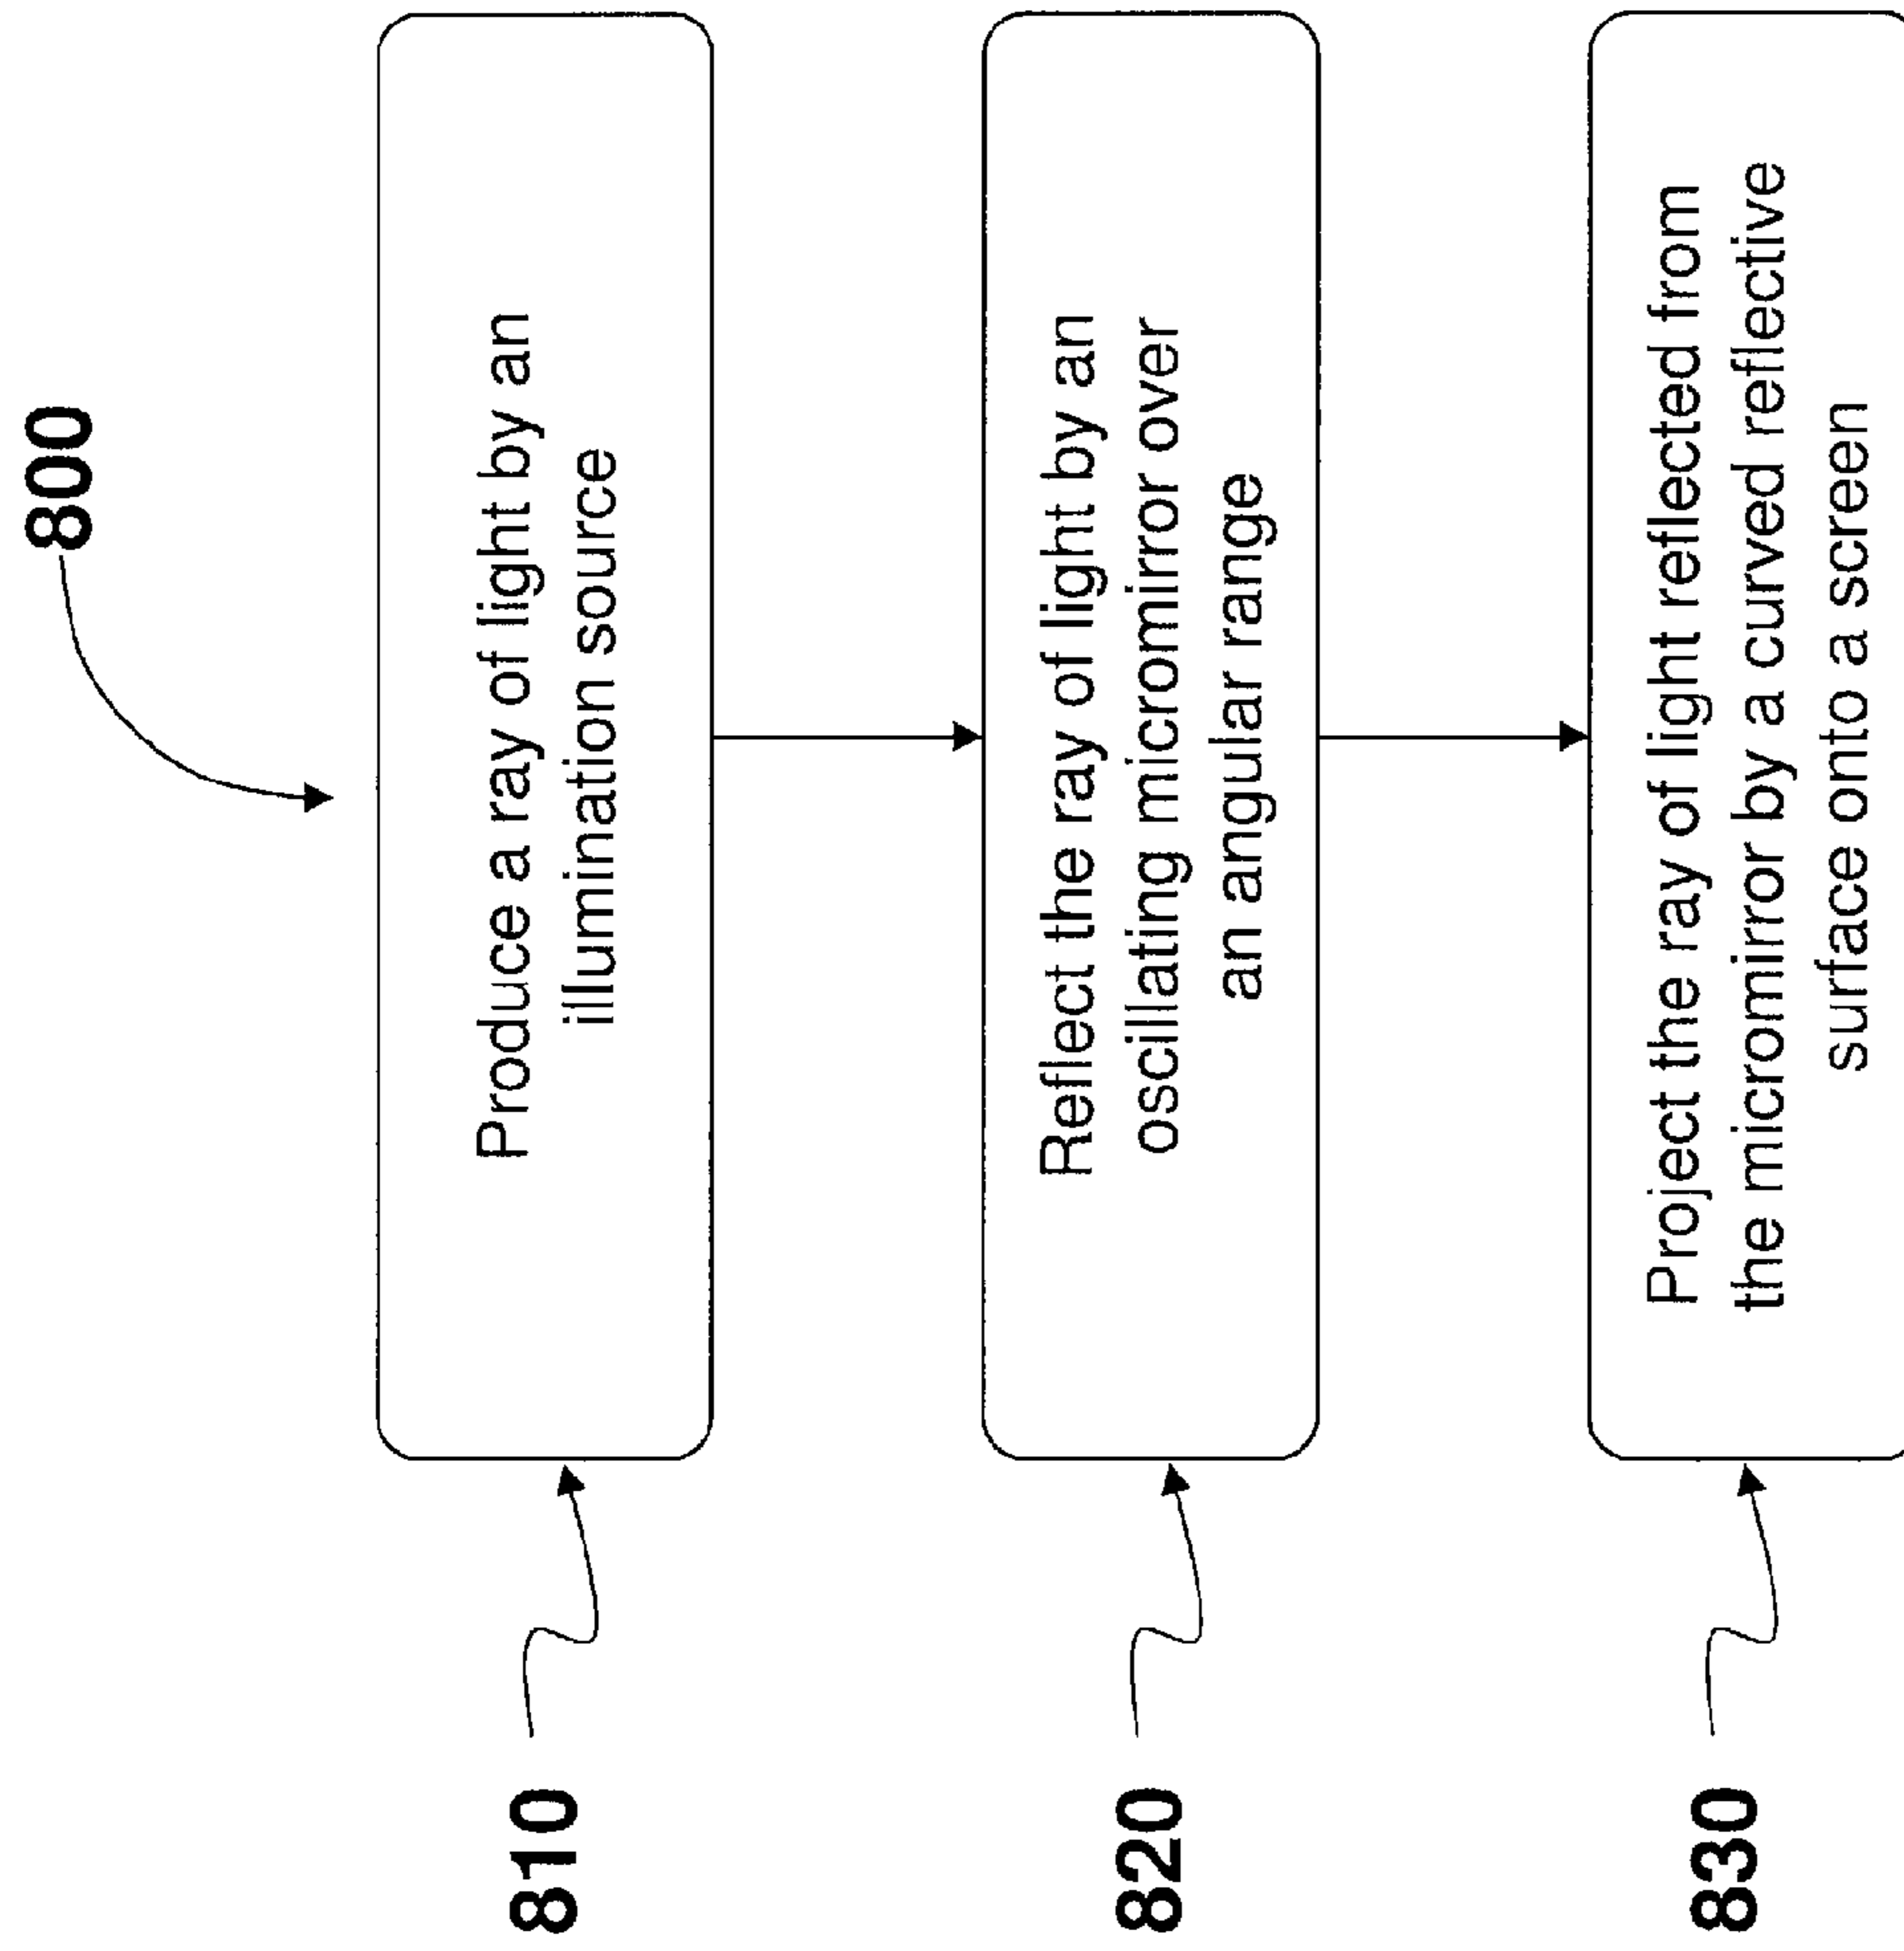 800
810
Produce a ray of light by an
illumination source
820
Reflect the ray of light by an
oscillating micromirror over
an angular range
830
Project the ray of light reflected from
the micromirror by a curved reflective
surface onto a screen